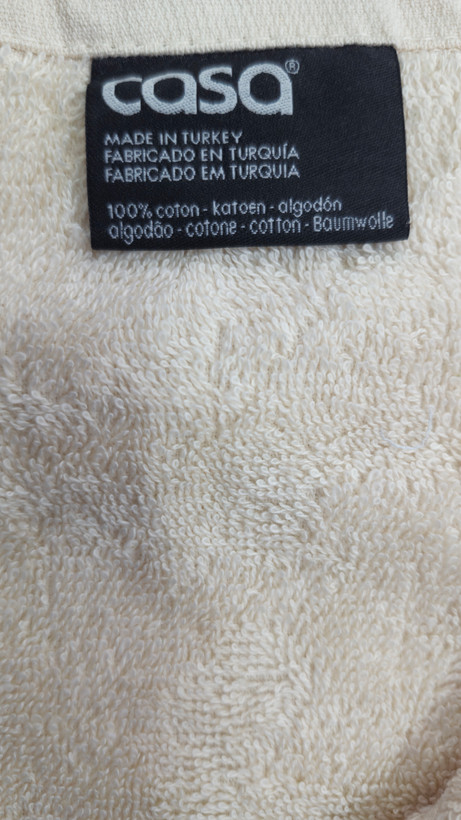 casa®
MADE IN TURKEY
FABRICADO EN TURQUÍA
FABRICADO EM TURQUIA
100% coton - katoen - algodón
algodão - cotone - cotton - Baumwolle